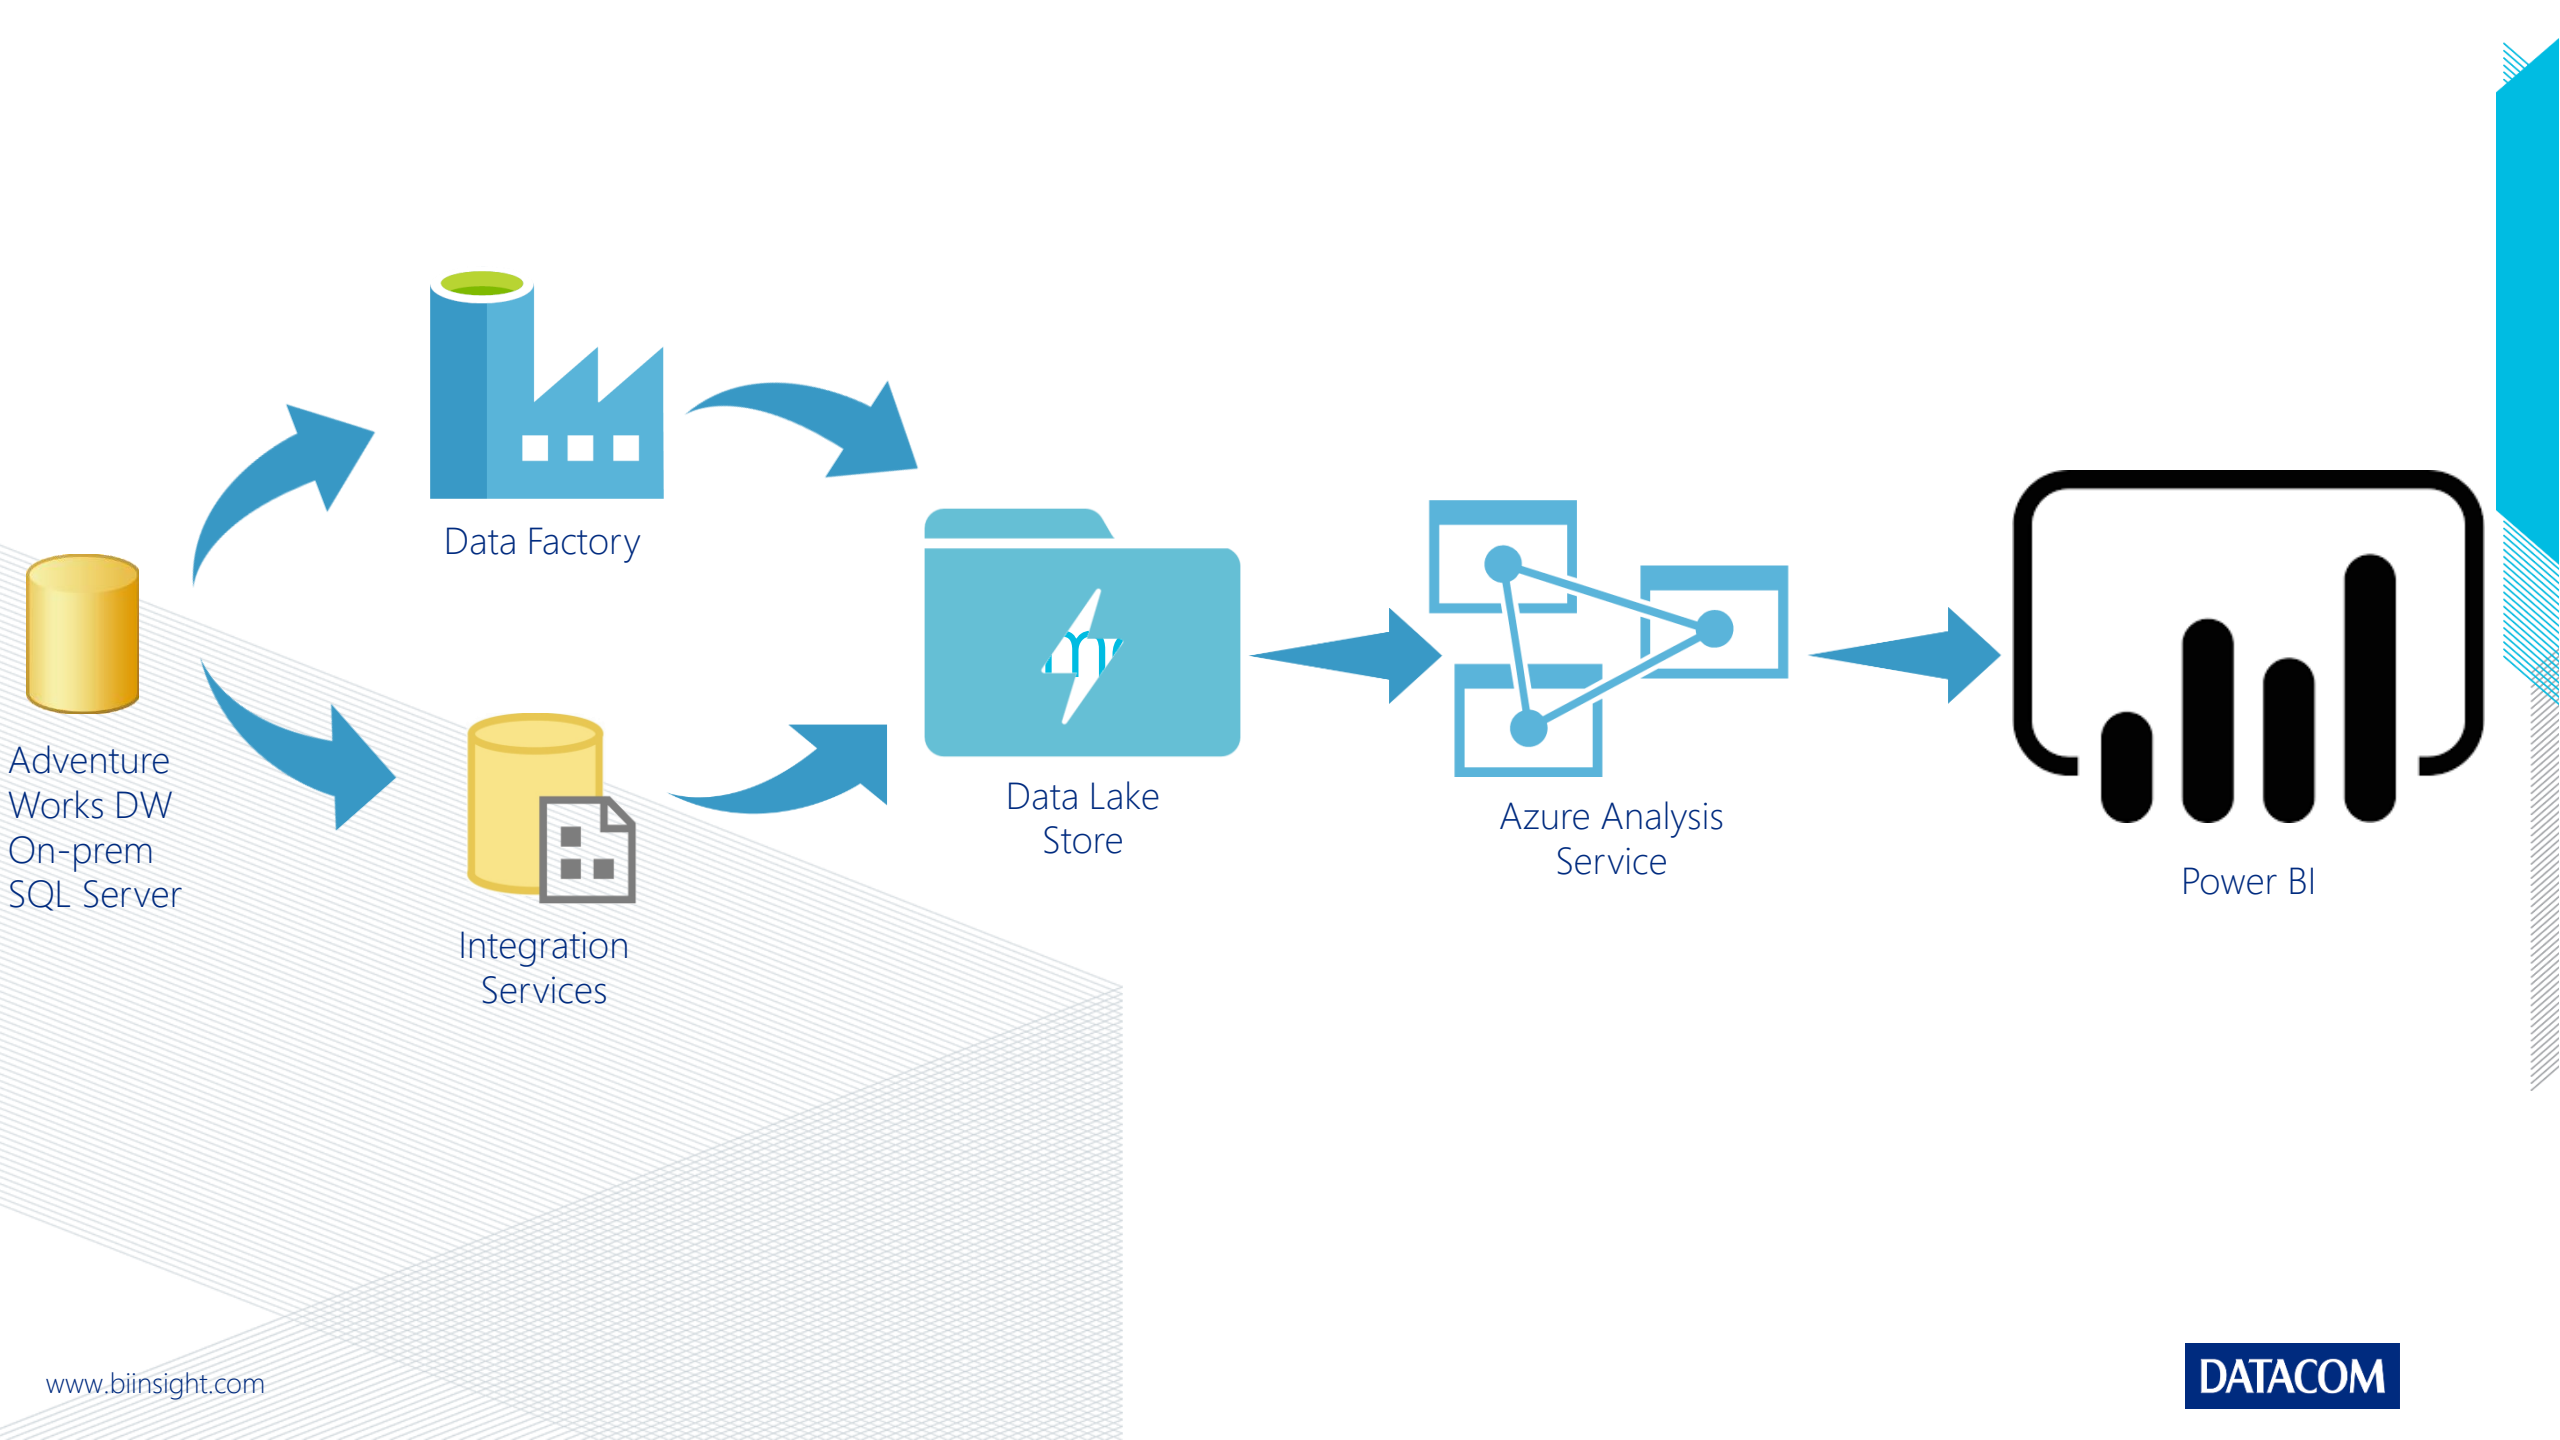 Data Factory
Adventure
Works DW
On-prem
SQL Server
Integration
Services
Data Lake
Store
Azure Analysis
Service
Power BI
www.biinsight.com
DATACOM